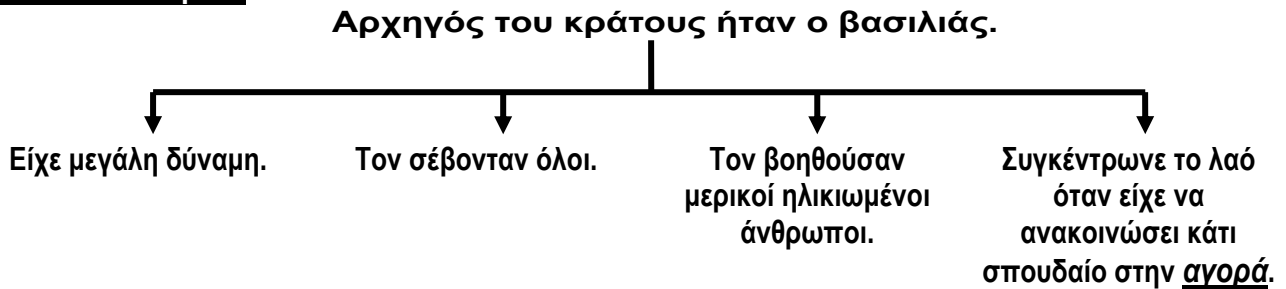 Αρχηγός του κράτους ήταν ο βασιλιάς.
Είχε μεγάλη δύναμη.
Τον σέβονταν όλοι.
Τον βοηθούσαν
μερικοί ηλικιωμένοι
άνθρωποι.
Συγκέντρωνε το λαό
όταν είχε να
ανακοινώσει κάτι
σπουδαίο στην αγορά.